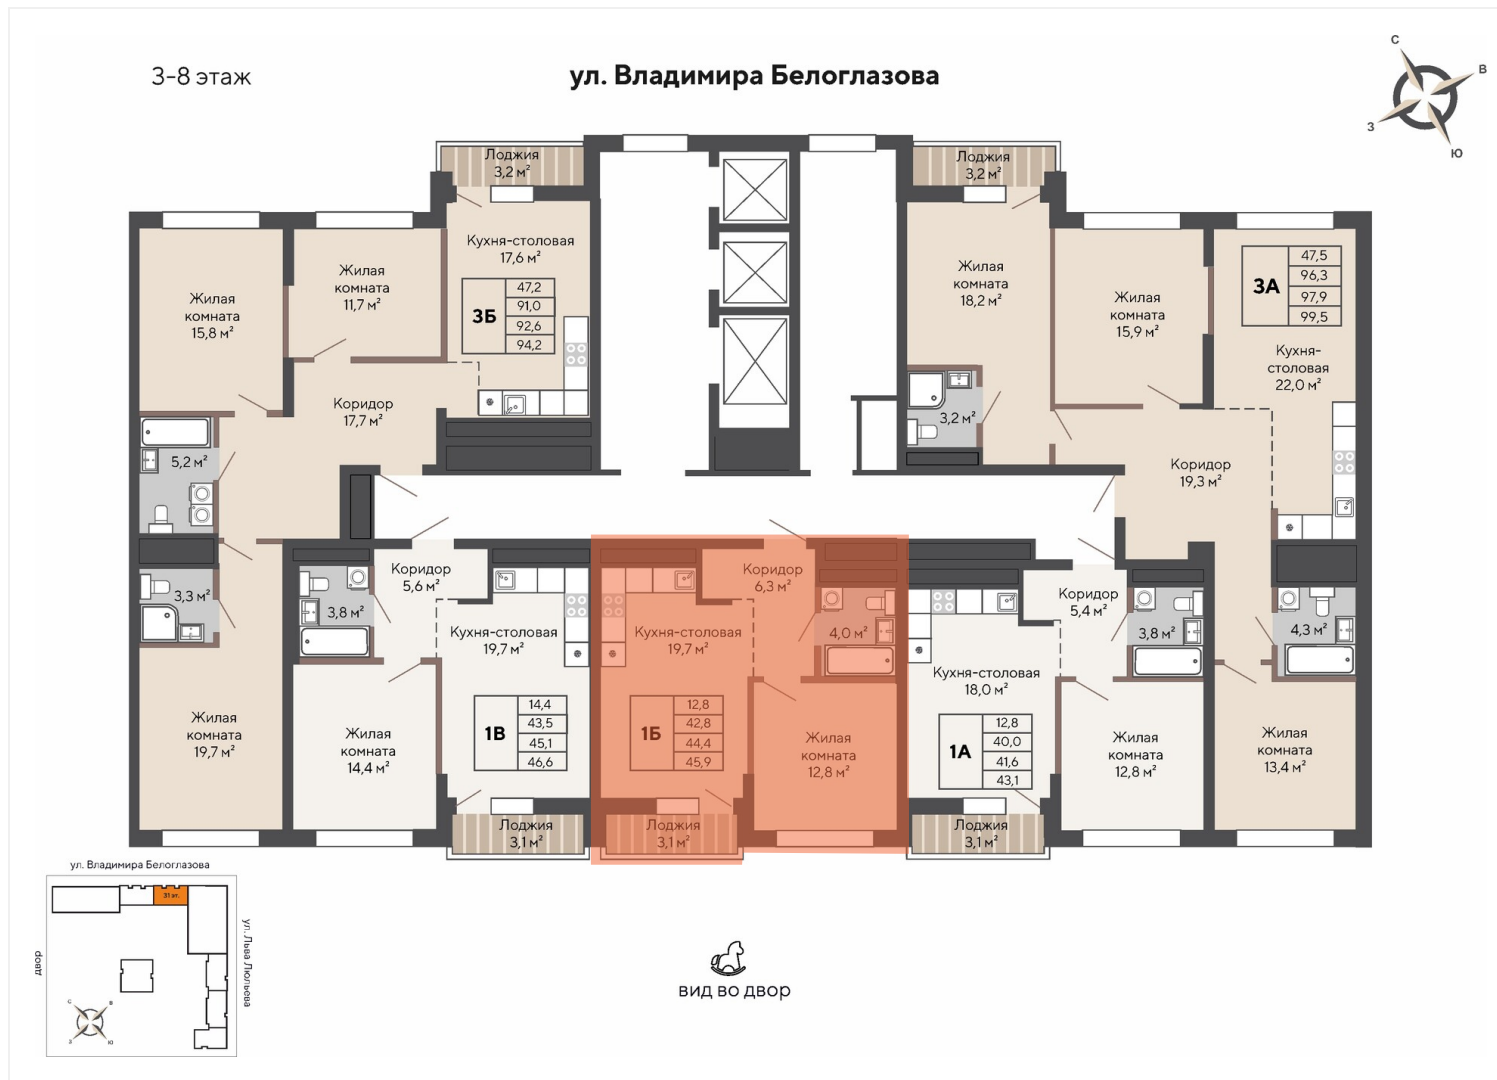 3-8 этаж
ул. Владимира Белоглазова
С
В
З
Ю
Лоджия
3,2 м²
Кухня-столовая
17,6 м²
3Б
47,2
91,0
92,6
94,2
Жилая
комната
11,7 м²
Жилая
комната
15,8 м²
Коридор
17,7 м²
5,2 м²
3,3 м²
Жилая
комната
19,7 м²
Лоджия
3,2 м²
Жилая
комната
18,2 м²
Жилая
комната
15,9 м²
3А
47,5
96,3
97,9
99,5
Кухня-
столовая
22,0 м²
3,2 м²
Коридор
19,3 м²
4,3 м²
Жилая
комната
13,4 м²
Коридор
5,6 м²
3,8 м²
Кухня-столовая
19,7 м²
1В
14,4
43,5
45,1
46,6
Жилая
комната
14,4 м²
Лоджия
3,1 м²
Коридор
6,3 м²
4,0 м²
Кухня-столовая
19,7 м²
1Б
12,8
42,8
44,4
45,9
Жилая
комната
12,8 м²
Лоджия
3,1 м²
Коридор
5,4 м²
3,8 м²
Кухня-столовая
18,0 м²
1А
12,8
40,0
41,6
43,1
Жилая
комната
12,8 м²
Лоджия
3,1 м²
ул. Владимира Белоглазова
31 эт.
двор
ул. Льва Люльева
С
В
З
Ю
вид во двор